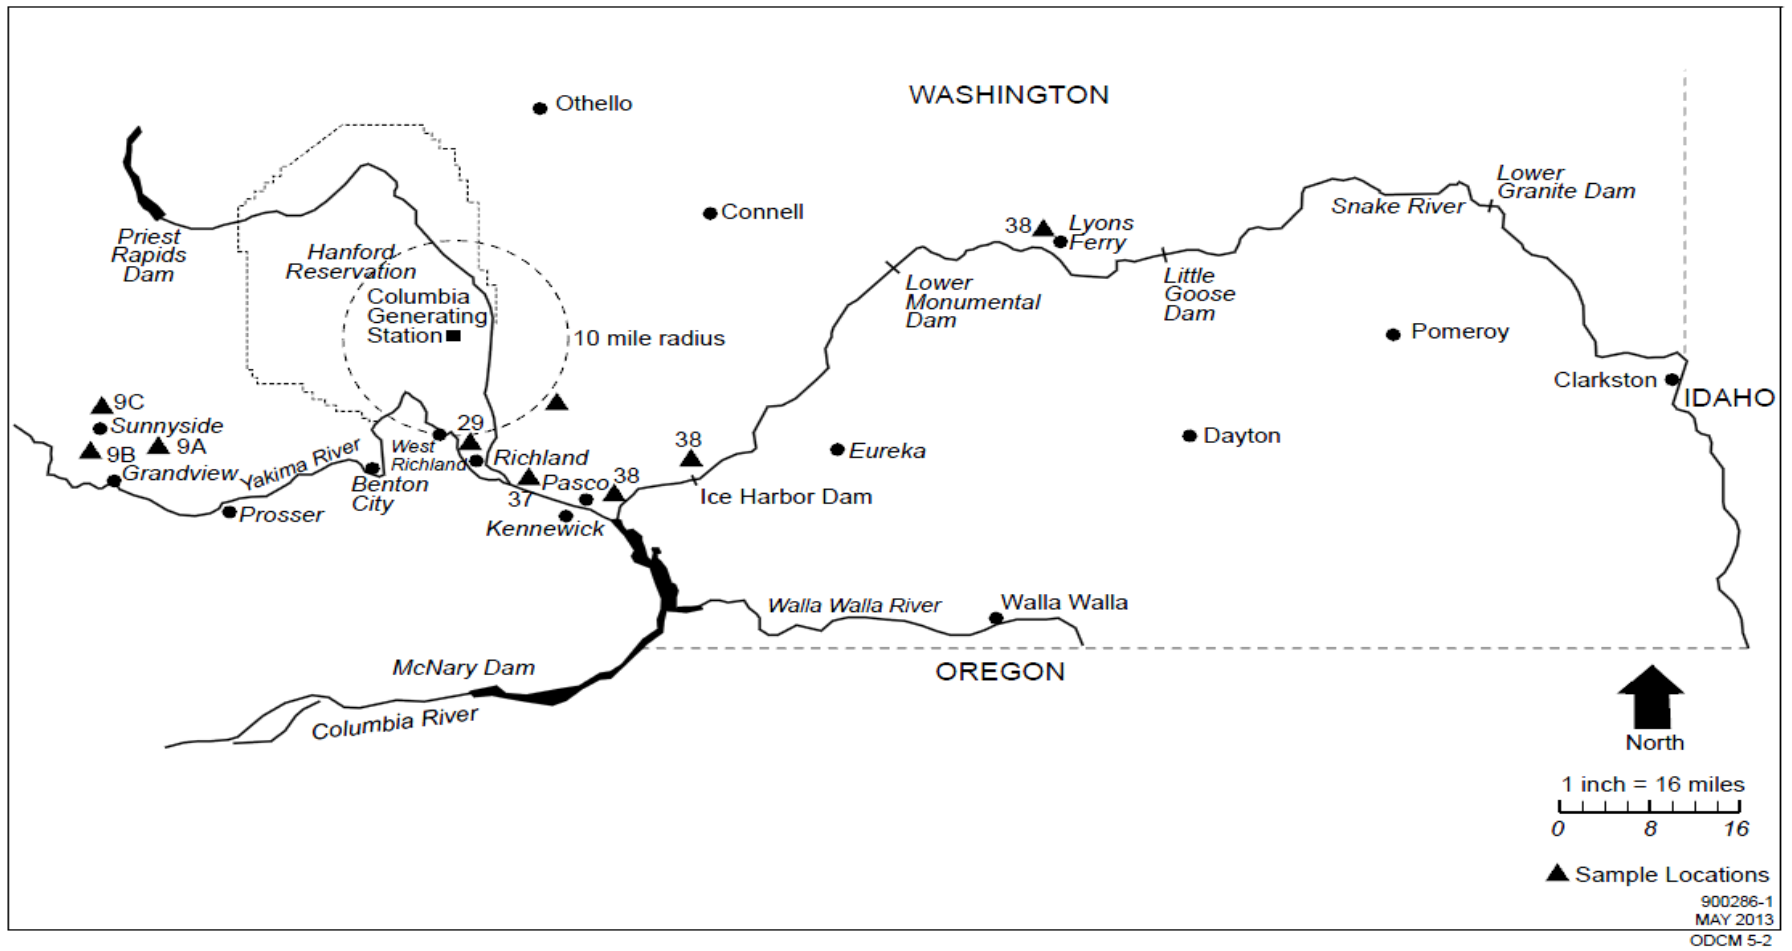 WASHINGTON
Othello
Lower
Granite Dam
Snake River
Connell
38
Lyons
Ferry
Priest
Rapids
Dam
Hanford
Reservation
Columbia
Generating
Station
10 mile radius
Lower
Monumental
Dam
Little
Goose
Dam
Pomeroy
Clarkston
IDAHO
9C
Sunnyside
9B
9A
Grandview
Yakima River
Prosser
Benton
City
West
Richland
29
Richland
37
Pasco
38
Kennewick
38
Ice Harbor Dam
Eureka
Dayton
Walla Walla River
Walla Walla
OREGON
McNary Dam
Columbia River
North
1 inch = 16 miles
0 8 16
Sample Locations
900286-1
MAY 2013
ODCM 5-2